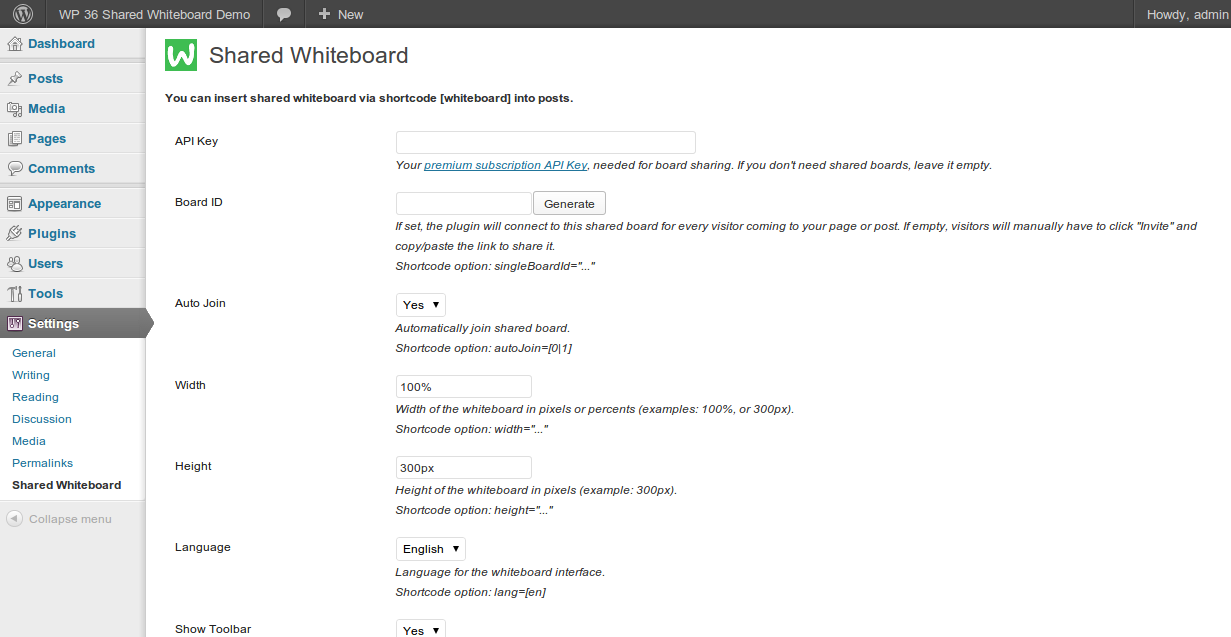 WP 36 Shared Whiteboard Demo
New
Howdy, admin
Dashboard
Posts
Media
Pages
Comments
Appearance
Plugins
Users
Tools
Settings
General
Writing
Reading
Discussion
Media
Permalinks
Shared Whiteboard
Collapse menu
Shared Whiteboard
You can insert shared whiteboard via shortcode [whiteboard] into posts.
API Key
Your premium subscription API Key, needed for board sharing. If you don't need shared boards, leave it empty.
Board ID
Generate
If set, the plugin will connect to this shared board for every visitor coming to your page or post. If empty, visitors will manually have to click "Invite" and
copy/paste the link to share it.
Shortcode option: singleBoardId="..."
Auto Join
Yes
Automatically join shared board.
Shortcode option: autoJoin=[0|1]
Width
100%
Width of the whiteboard in pixels or percents (examples: 100%, or 300px).
Shortcode option: width="..."
Height
300px
Height of the whiteboard in pixels (example: 300px).
Shortcode option: height="..."
Language
English
Language for the whiteboard interface.
Shortcode option: lang=[en]
Show Toolbar
Yes